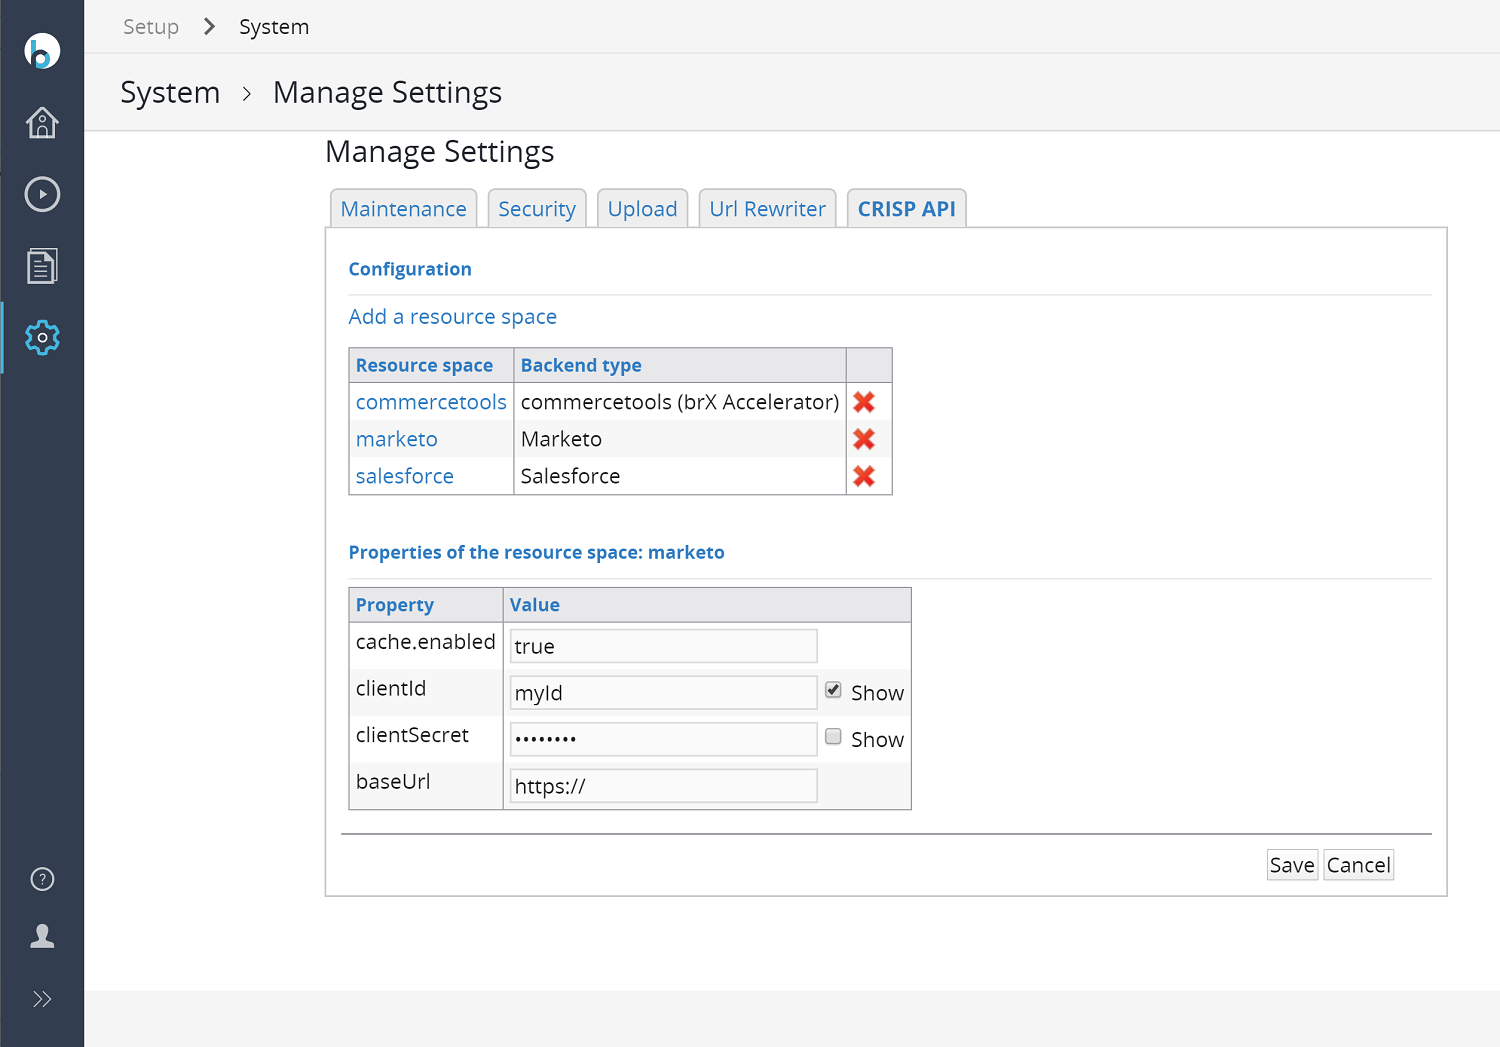 Setup System
System › Manage Settings
Manage Settings
Maintenance Security Upload Url Rewriter CRISP API
Configuration
Add a resource space
Resource space Backend type
commercetools commercetools (brX Accelerator)
marketo Marketo
salesforce Salesforce
Properties of the resource space: marketo
Property Value
cache.enabled true
clientId myId Show
clientSecret •••••••• Show
baseUrl https://
Save Cancel